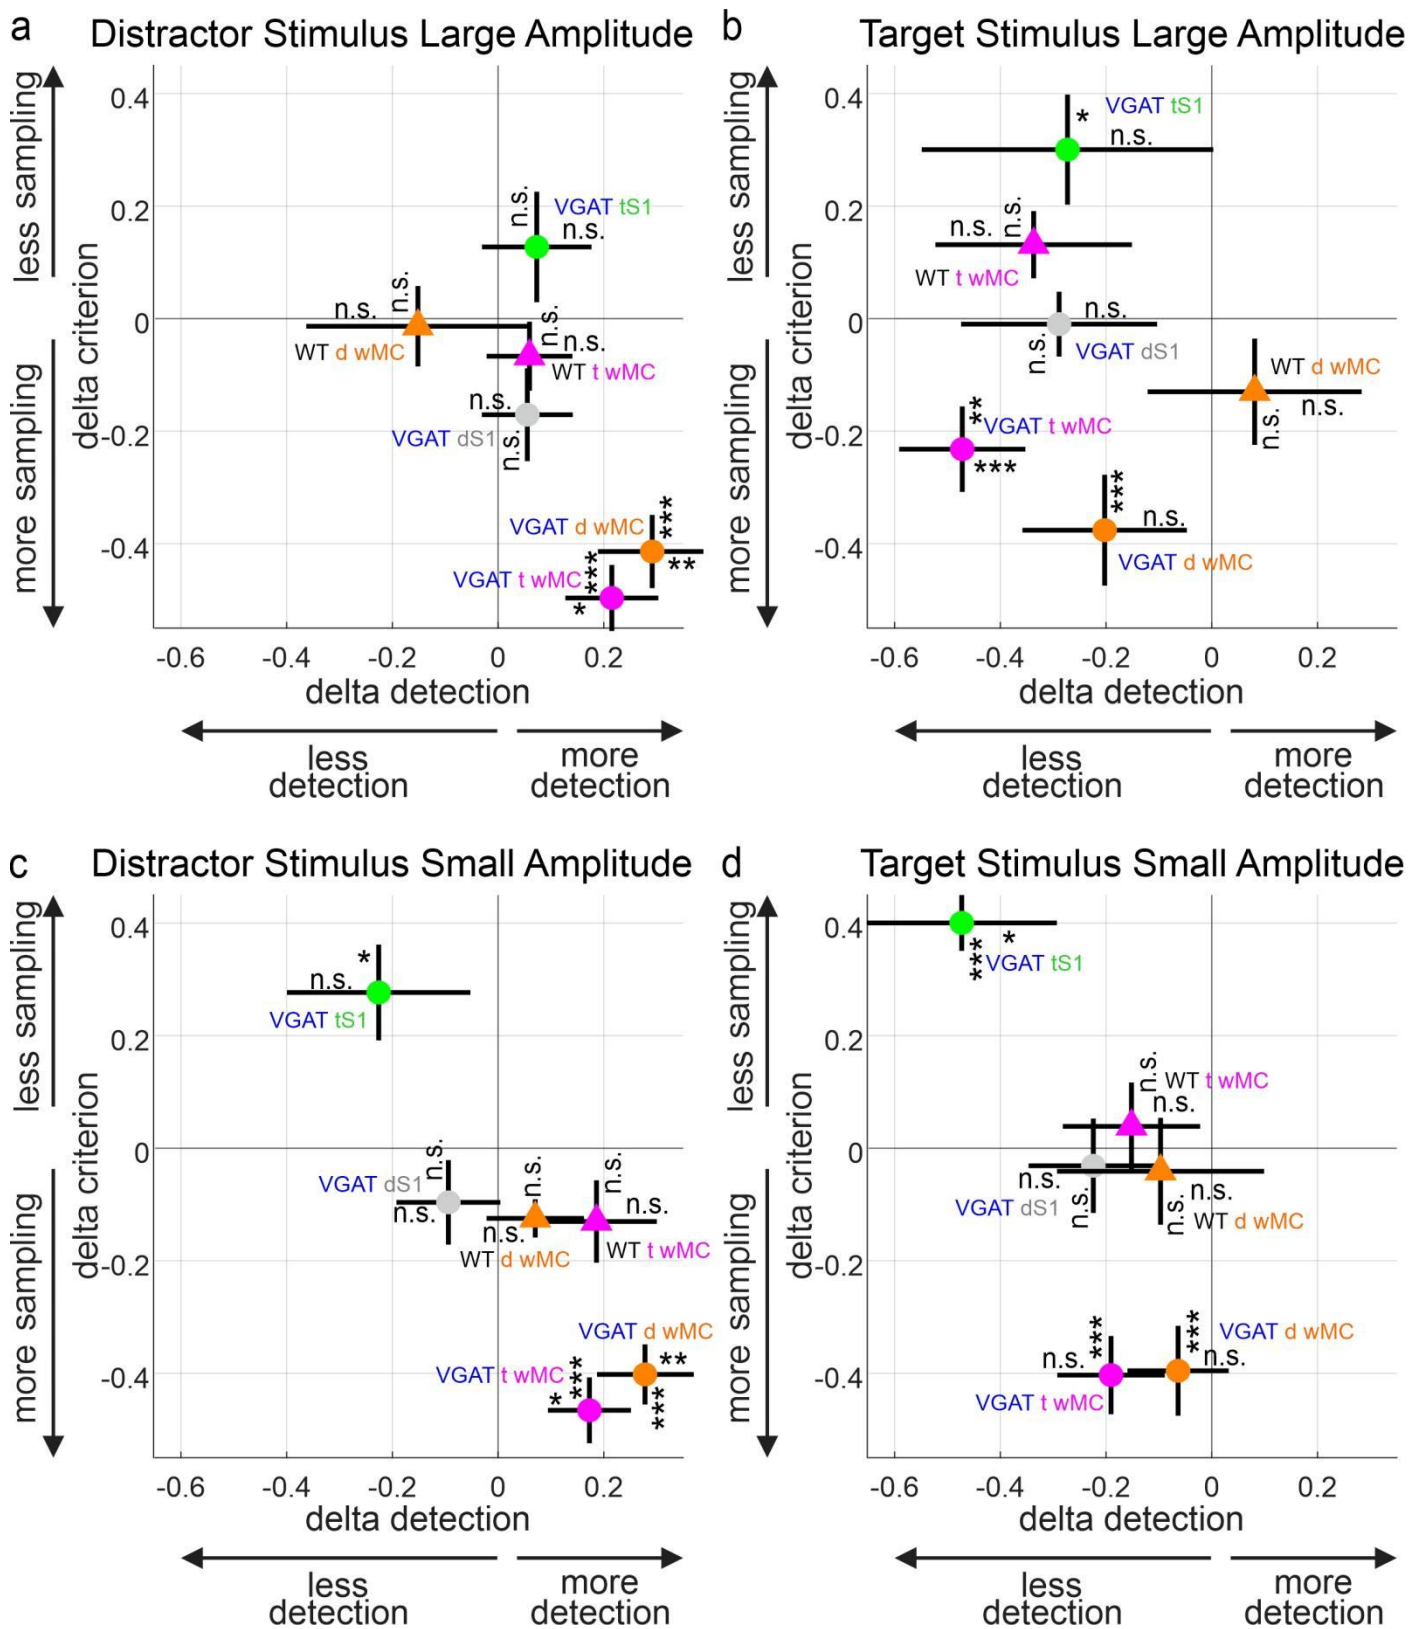 a Distractor Stimulus Large Amplitude
less sampling
more sampling
delta criterion
0.4
0.2
0
-0.2
-0.4
n.s.
VGAT tS1
n.s.
n.s.
n.s.
WT d wMC
n.s.
n.s.
WT t wMC
n.s.
VGAT dS1
n.s.
VGAT d wMC
***
**
VGAT t wMC
***
*
-0.6 -0.4 -0.2 0 0.2
delta detection
less
detection
more
detection
b Target Stimulus Large Amplitude
less sampling
more sampling
delta criterion
0.4
0.2
0
-0.2
-0.4
VGAT tS1
*
n.s.
n.s.
n.s.
WT t wMC
n.s.
n.s.
VGAT dS1
WT d wMC
n.s.
n.s.
**
VGAT t wMC
***
***
n.s.
VGAT d wMC
-0.6 -0.4 -0.2 0 0.2
delta detection
less
detection
more
detection
c Distractor Stimulus Small Amplitude
less sampling
more sampling
delta criterion
0.4
0.2
0
-0.2
-0.4
*
n.s.
VGAT tS1
n.s.
VGAT dS1
n.s.
n.s.
n.s.
WT d wMC
n.s.
n.s.
WT t wMC
VGAT d wMC
**
***
VGAT t wMC
***
*
-0.6 -0.4 -0.2 0 0.2
delta detection
less
detection
more
detection
d Target Stimulus Small Amplitude
less sampling
more sampling
delta criterion
0.4
0.2
0
-0.2
-0.4
*
***
VGAT tS1
n.s.
WT t wMC
n.s.
n.s.
VGAT dS1
n.s.
n.s.
n.s.
WT d wMC
***
n.s.
VGAT t wMC
***
VGAT d wMC
n.s.
-0.6 -0.4 -0.2 0 0.2
delta detection
less
detection
more
detection